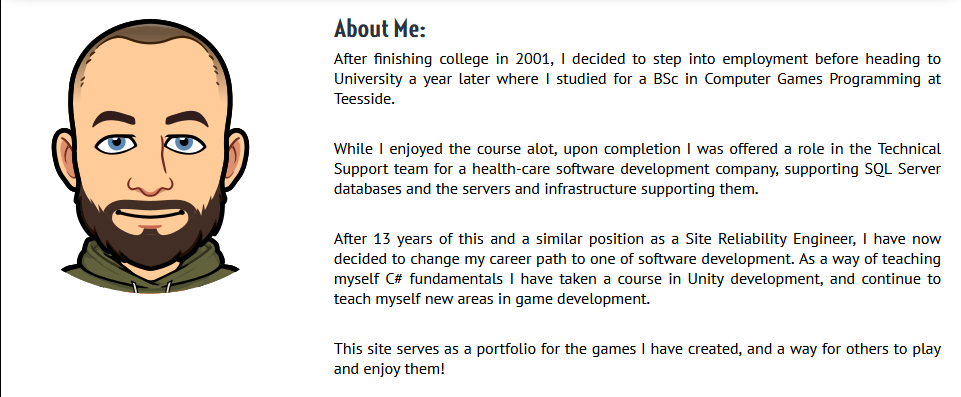 About Me:
After finishing college in 2001, I decided to step into employment before heading to
University a year later where I studied for a BSc in Computer Games Programming at
Teesside.
While I enjoyed the course alot, upon completion I was offered a role in the Technical
Support team for a health-care software development company, supporting SQL Server
databases and the servers and infrastructure supporting them.
After 13 years of this and a similar position as a Site Reliability Engineer, I have now
decided to change my career path to one of software development. As a way of teaching
myself C# fundamentals I have taken a course in Unity development, and continue to
teach myself new areas in game development.
This site serves as a portfolio for the games I have created, and a way for others to play
and enjoy them!